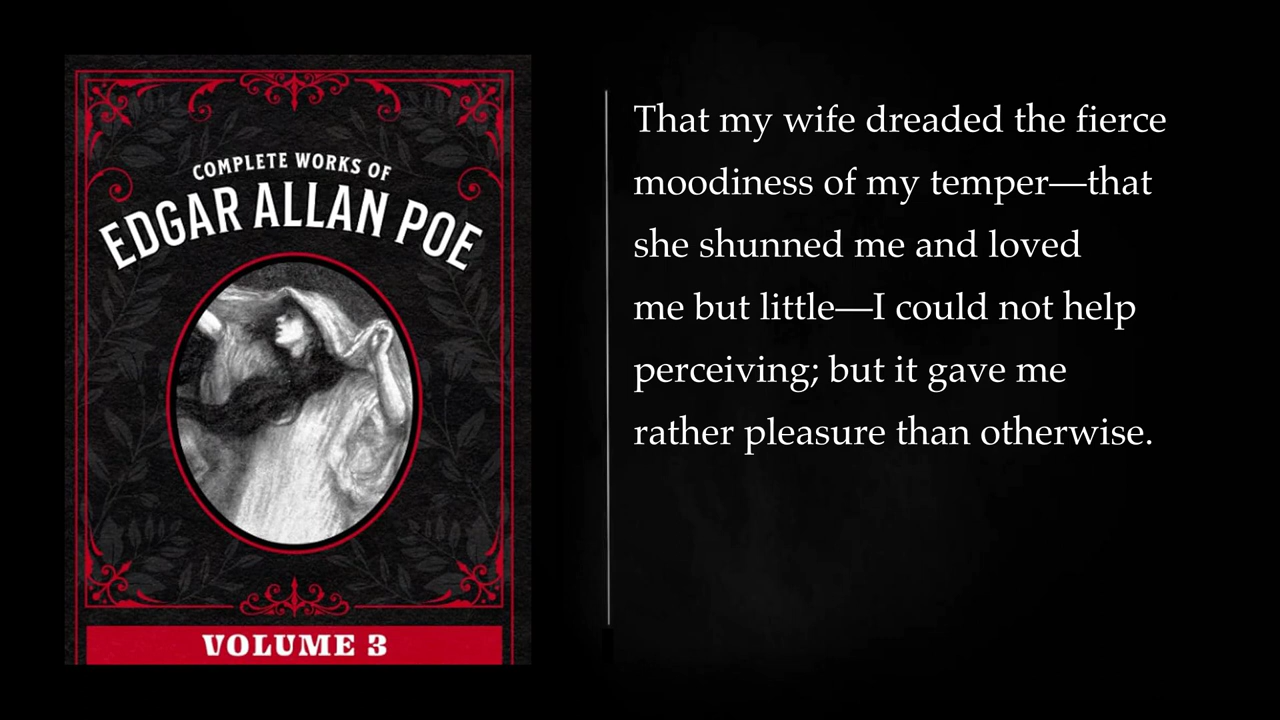 COMPLETE WORKS OF
EDGAR ALLAN POE
VOLUME 3
That my wife dreaded the fierce
moodiness of my temper—that
she shunned me and loved
me but little—I could not help
perceiving; but it gave me
rather pleasure than otherwise.